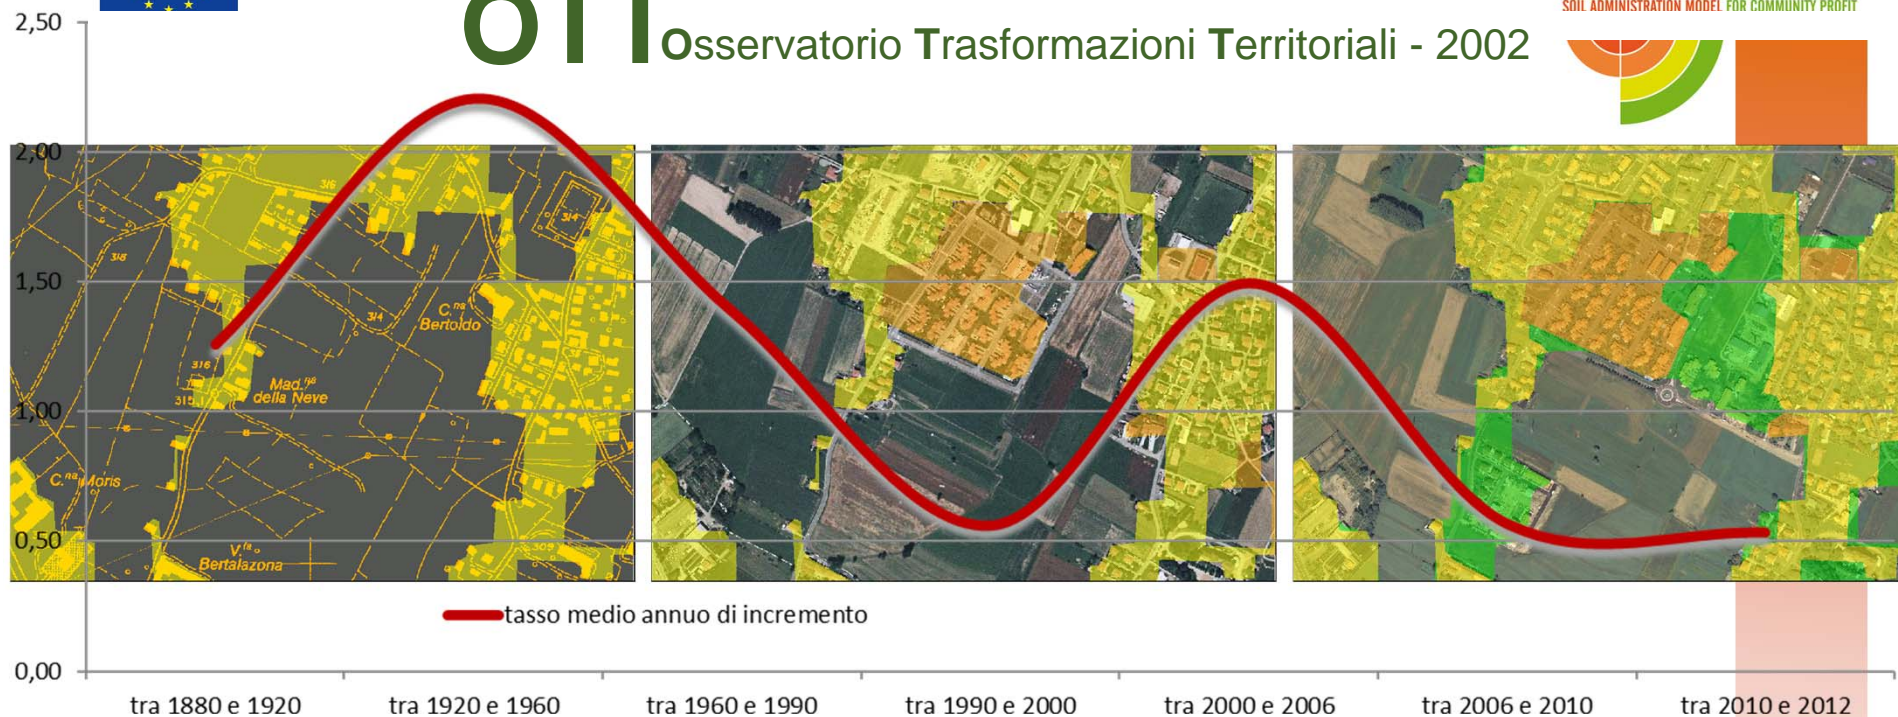 SOIL ADMINISTRATION MODEL FOR COMMUNITY PROFIT
OTT Osservatorio Trasformazioni Territoriali - 2002
2,50
2,00
1,50
1,00
0,50
0,00
316
318
314
314
C.na Bertoldo
316
315
Mad.na della Neve
C.na Moris
V.la Bertalazona
309
tasso medio annuo di incremento
tra 1880 e 1920
tra 1920 e 1960
tra 1960 e 1990
tra 1990 e 2000
tra 2000 e 2006
tra 2006 e 2010
tra 2010 e 2012